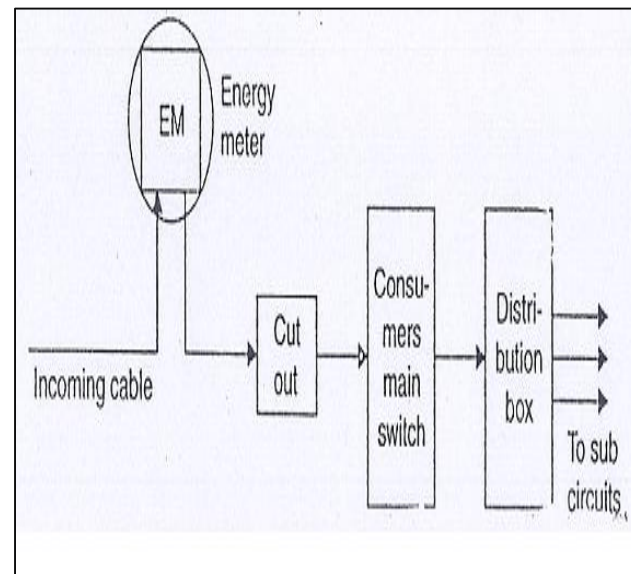 EM
Energy
meter
Incoming cable
Cut
out
Consu-
mers
main
switch
Distri-
bution
box
To sub
circuits